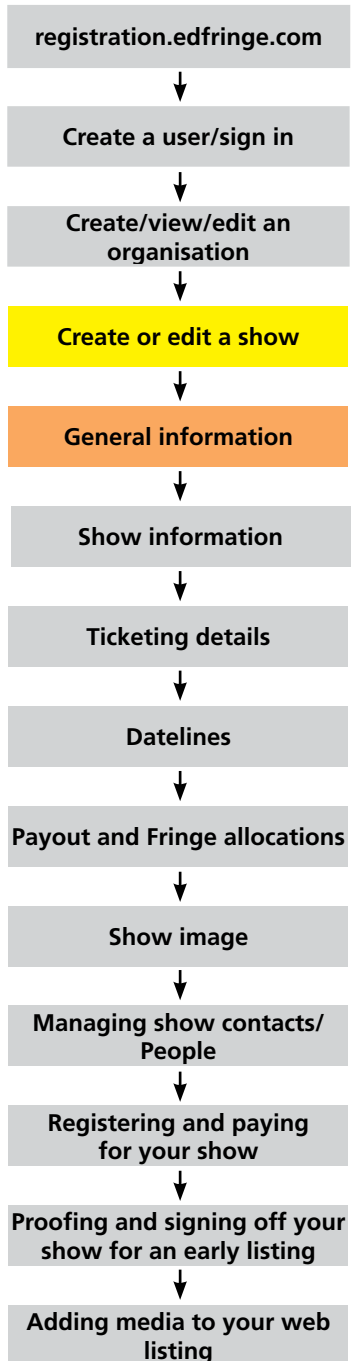 registration.edfringe.com
Create a user/sign in
Create/view/edit an
organisation
Create or edit a show
General information
Show information
Ticketing details
Datelines
Payout and Fringe allocations
Show image
Managing show contacts/
People
Registering and paying
for your show
Proofing and signing off your
show for an early listing
Adding media to your web
listing